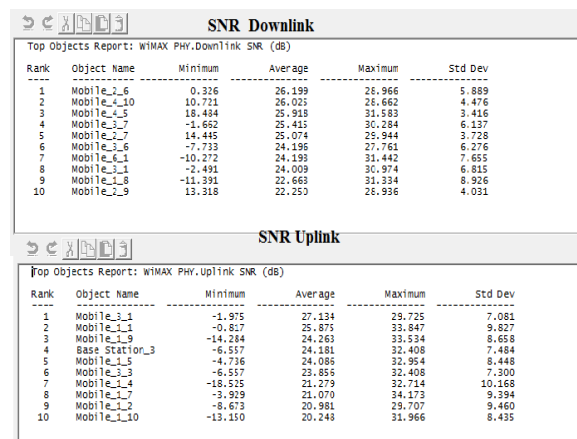 SNR Downlink
Top Objects Report: WiMAX PHY.Downlink SNR (dB)
Rank Object Name Minimum Average Maximum Std Dev
1 Mobile_2_6 0.326 26.199 28.966 5.889
2 Mobile_4_10 10.721 26.025 28.662 4.476
3 Mobile_4_5 18.484 25.918 31.583 3.416
4 Mobile_3_7 -1.662 25.415 30.284 6.137
5 Mobile_2_7 14.445 25.074 29.944 3.728
6 Mobile_3_6 -7.733 24.196 27.761 6.276
7 Mobile_6_1 -10.272 24.193 31.442 7.655
8 Mobile_3_1 -2.491 24.009 30.974 6.815
9 Mobile_1_8 -11.391 22.663 31.334 8.926
10 Mobile_2_9 13.318 22.250 28.936 4.031
SNR Uplink
Top Objects Report: WiMAX PHY.Uplink SNR (dB)
Rank Object Name Minimum Average Maximum Std Dev
1 Mobile_3_1 -1.975 27.134 29.725 7.081
2 Mobile_1_1 -0.817 25.875 33.847 9.827
3 Mobile_1_9 -14.284 24.263 33.534 8.658
4 Base Station_3 -6.557 24.181 32.408 7.484
5 Mobile_1_5 -4.736 24.086 32.954 8.448
6 Mobile_3_3 -6.557 23.856 32.408 7.300
7 Mobile_1_4 -18.525 21.279 32.714 10.168
8 Mobile_1_7 -3.929 21.070 34.173 9.394
9 Mobile_1_2 -8.673 20.981 29.707 9.460
10 Mobile_1_10 -13.150 20.243 31.966 8.435